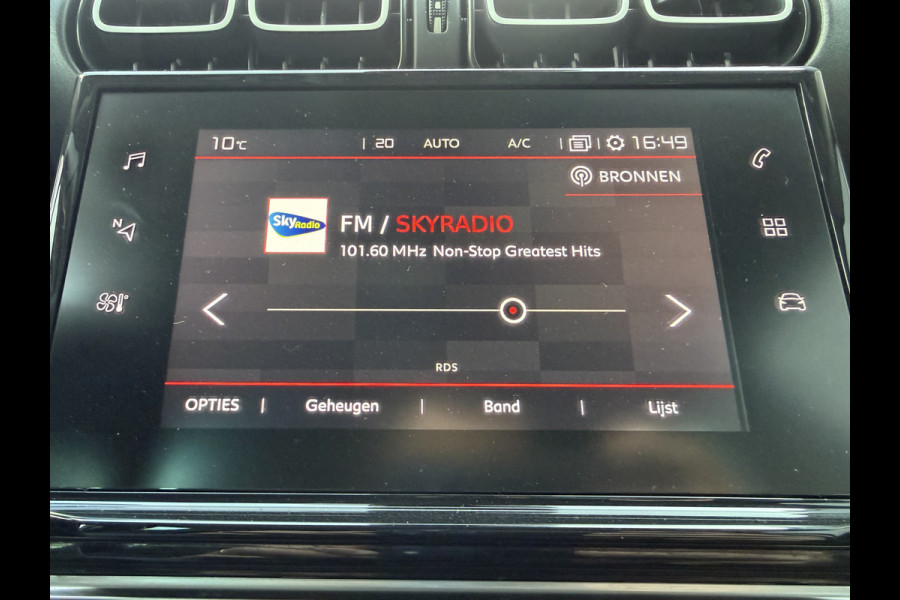 10°C | 20 AUTO A/C | | 16:49
BRONNEN
Sky Radio
FM / SKYRADIO
101.60 MHz Non-Stop Greatest Hits
N
RDS
OPTIES | Geheugen | Band | Lijst